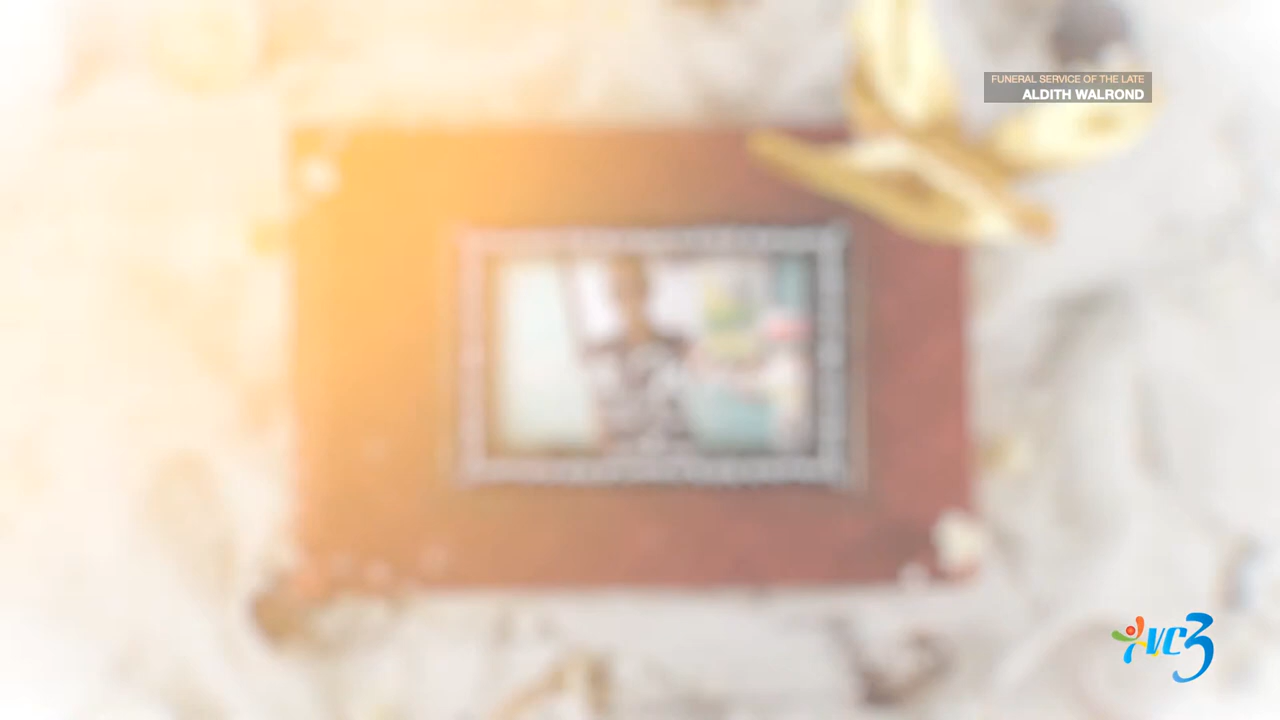 FUNERAL SERVICE OF THE LATE
ALDITH WALROND
VC3